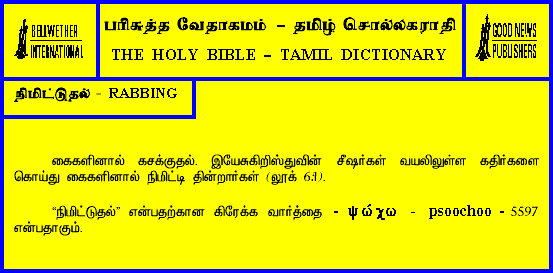 BELLWETHER
INTERNATIONAL
பரிசுத்த வேதாகமம் – தமிழ் சொல்லகராதி
THE HOLY BIBLE – TAMIL DICTIONARY
GOOD NEWS
PUBLISHERS
நிமிட்டுதல் - RABBING
கைகளினால் கசக்குதல். இயேசுகிறிஸ்துவின் சீஷர்கள் வயலிலுள்ள கதிர்களை
கொய்து கைகளினால் நிமிட்டி தின்றார்கள் (லூக் 6:1).
“நிமிட்டுதல்” என்பதற்கான கிரேக்க வார்த்தை - ψώχω - psoochoo - 5597
என்பதாகும்.